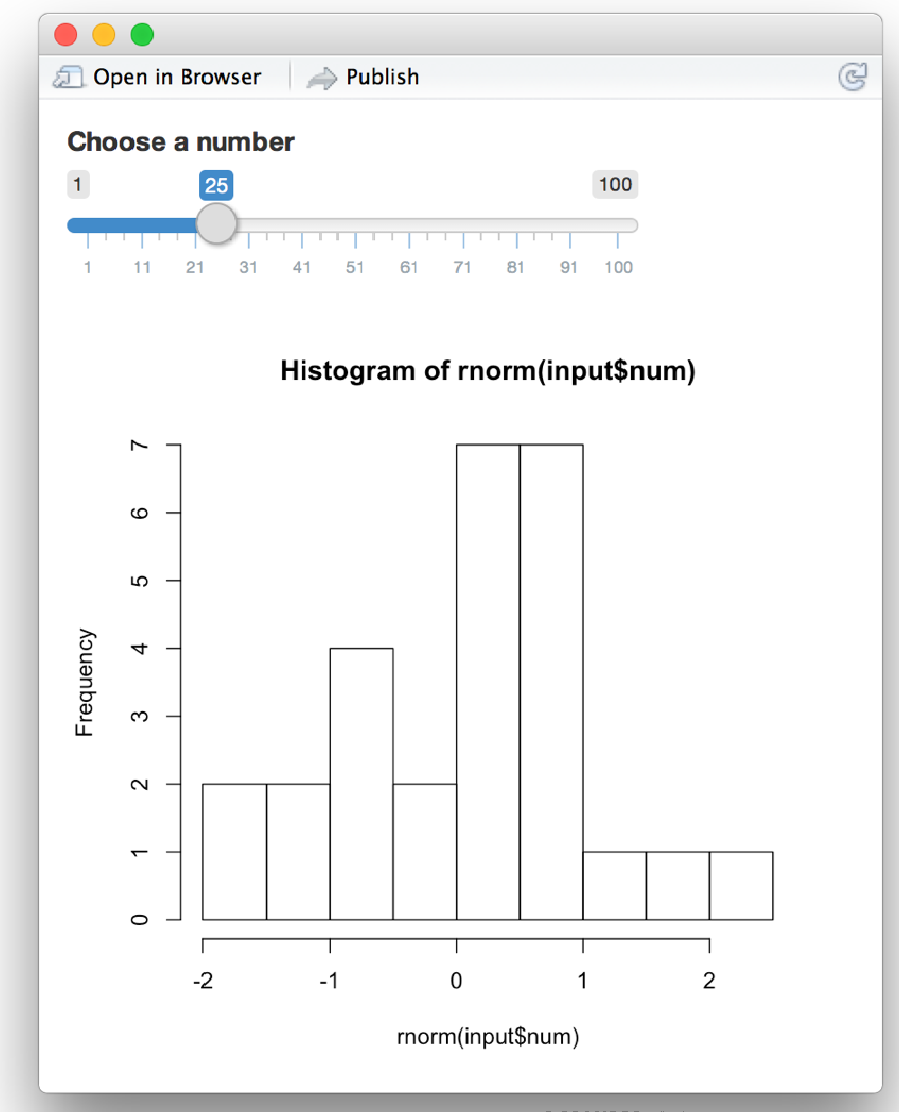 Open in Browser Publish
Choose a number
1 25 100
1 11 21 31 41 51 61 71 81 91 100
Histogram of rnorm(input$num)
7
6
5
4
3
2
1
0
Frequency
-2 -1 0 1 2
rnorm(input$num)